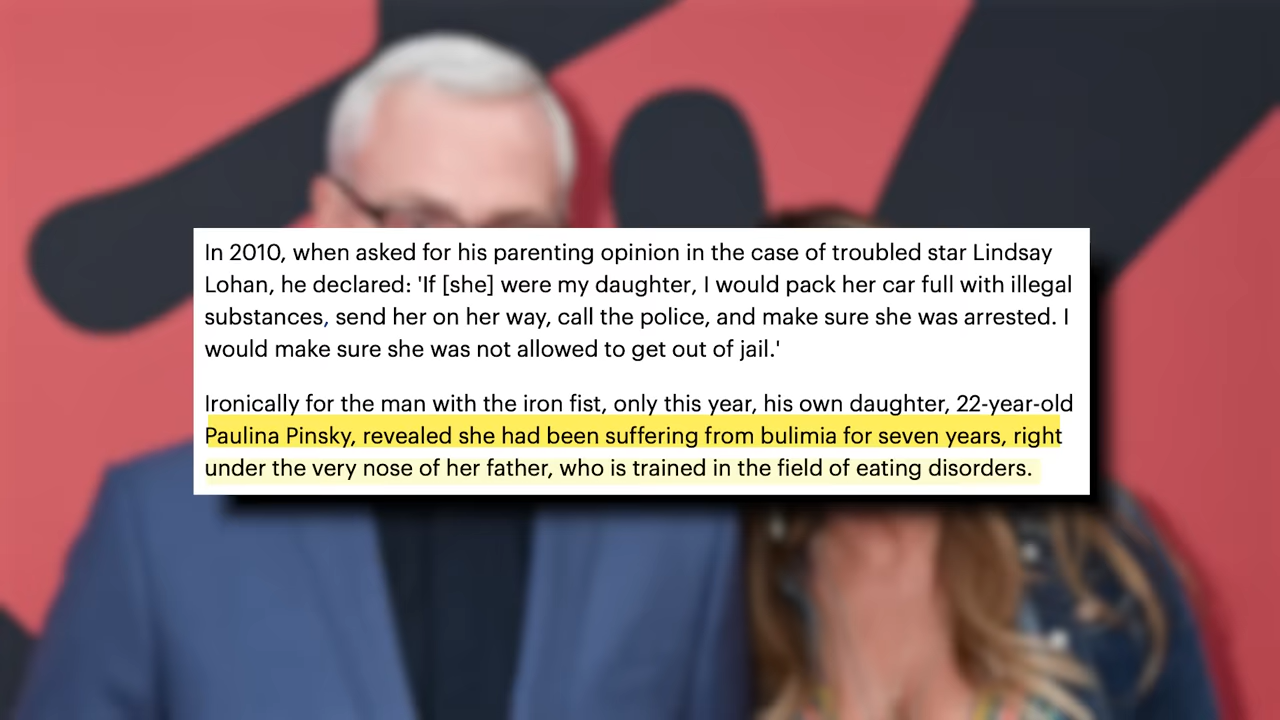 In 2010, when asked for his parenting opinion in the case of troubled star Lindsay
Lohan, he declared: 'If [she] were my daughter, I would pack her car full with illegal
substances, send her on her way, call the police, and make sure she was arrested. I
would make sure she was not allowed to get out of jail.'
Ironically for the man with the iron fist, only this year, his own daughter, 22-year-old
Paulina Pinsky, revealed she had been suffering from bulimia for seven years, right
under the very nose of her father, who is trained in the field of eating disorders.